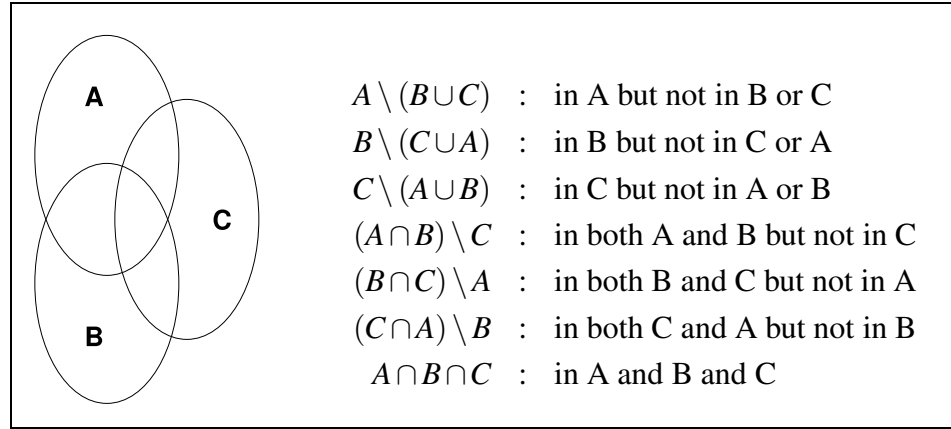 A
C
B
A \ (B ∪ C) : in A but not in B or C
B \ (C ∪ A) : in B but not in C or A
C \ (A ∪ B) : in C but not in A or B
(A ∩ B) \ C : in both A and B but not in C
(B ∩ C) \ A : in both B and C but not in A
(C ∩ A) \ B : in both C and A but not in B
A ∩ B ∩ C : in A and B and C